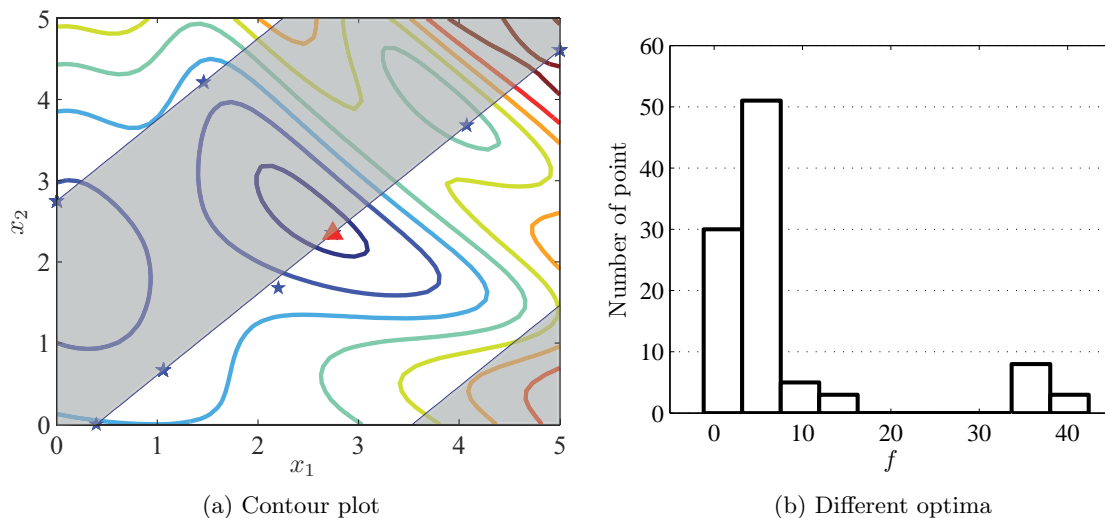 5
4
3
2
1
0
x2
0 1 2 3 4 5
x1
(a) Contour plot
60
50
40
30
20
10
0
Number of point
0 10 20 30 40
f
(b) Different optima